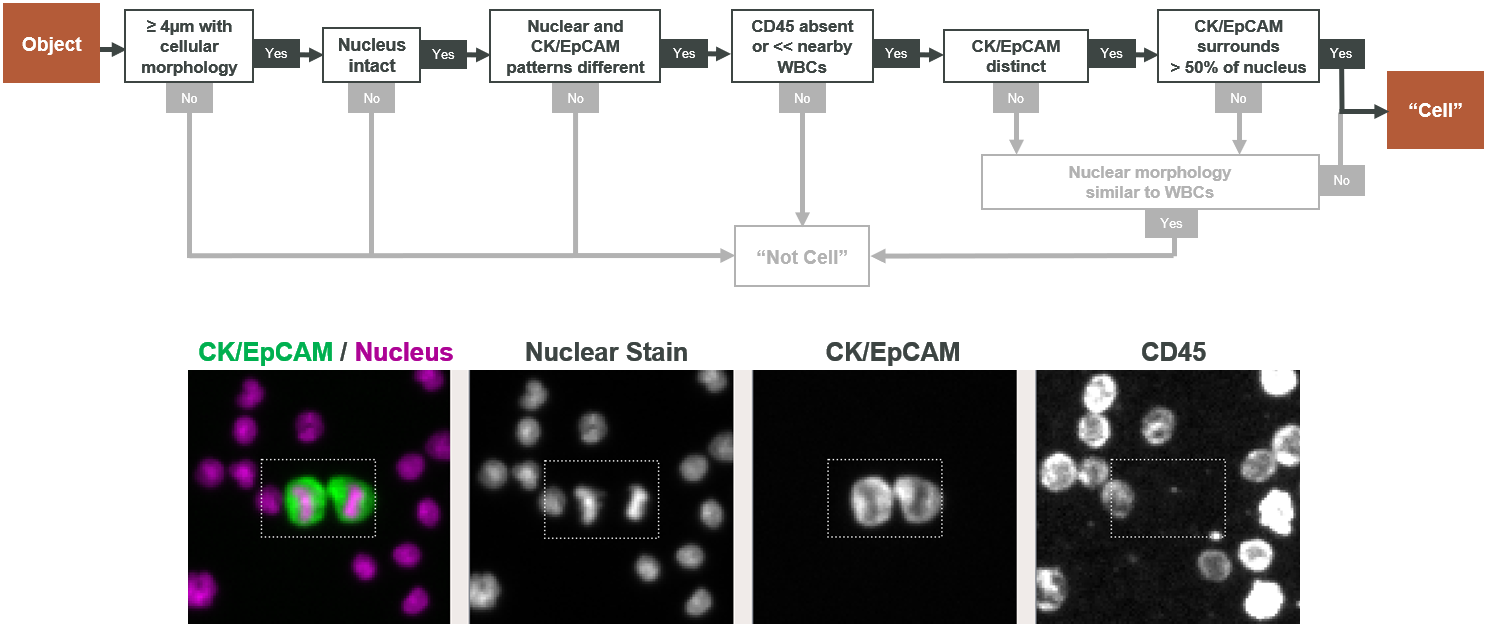 Object
≥ 4μm with
cellular
morphology
Yes
No
Nucleus
intact
Yes
No
Nuclear and
CK/EpCAM
patterns different
Yes
No
CD45 absent
or << nearby
WBCs
Yes
No
CK/EpCAM
distinct
Yes
No
CK/EpCAM
surrounds
> 50% of nucleus
Yes
No
“Cell”
Nuclear morphology
similar to WBCs
No
Yes
“Not Cell”
CK/EpCAM / Nucleus
Nuclear Stain
CK/EpCAM
CD45